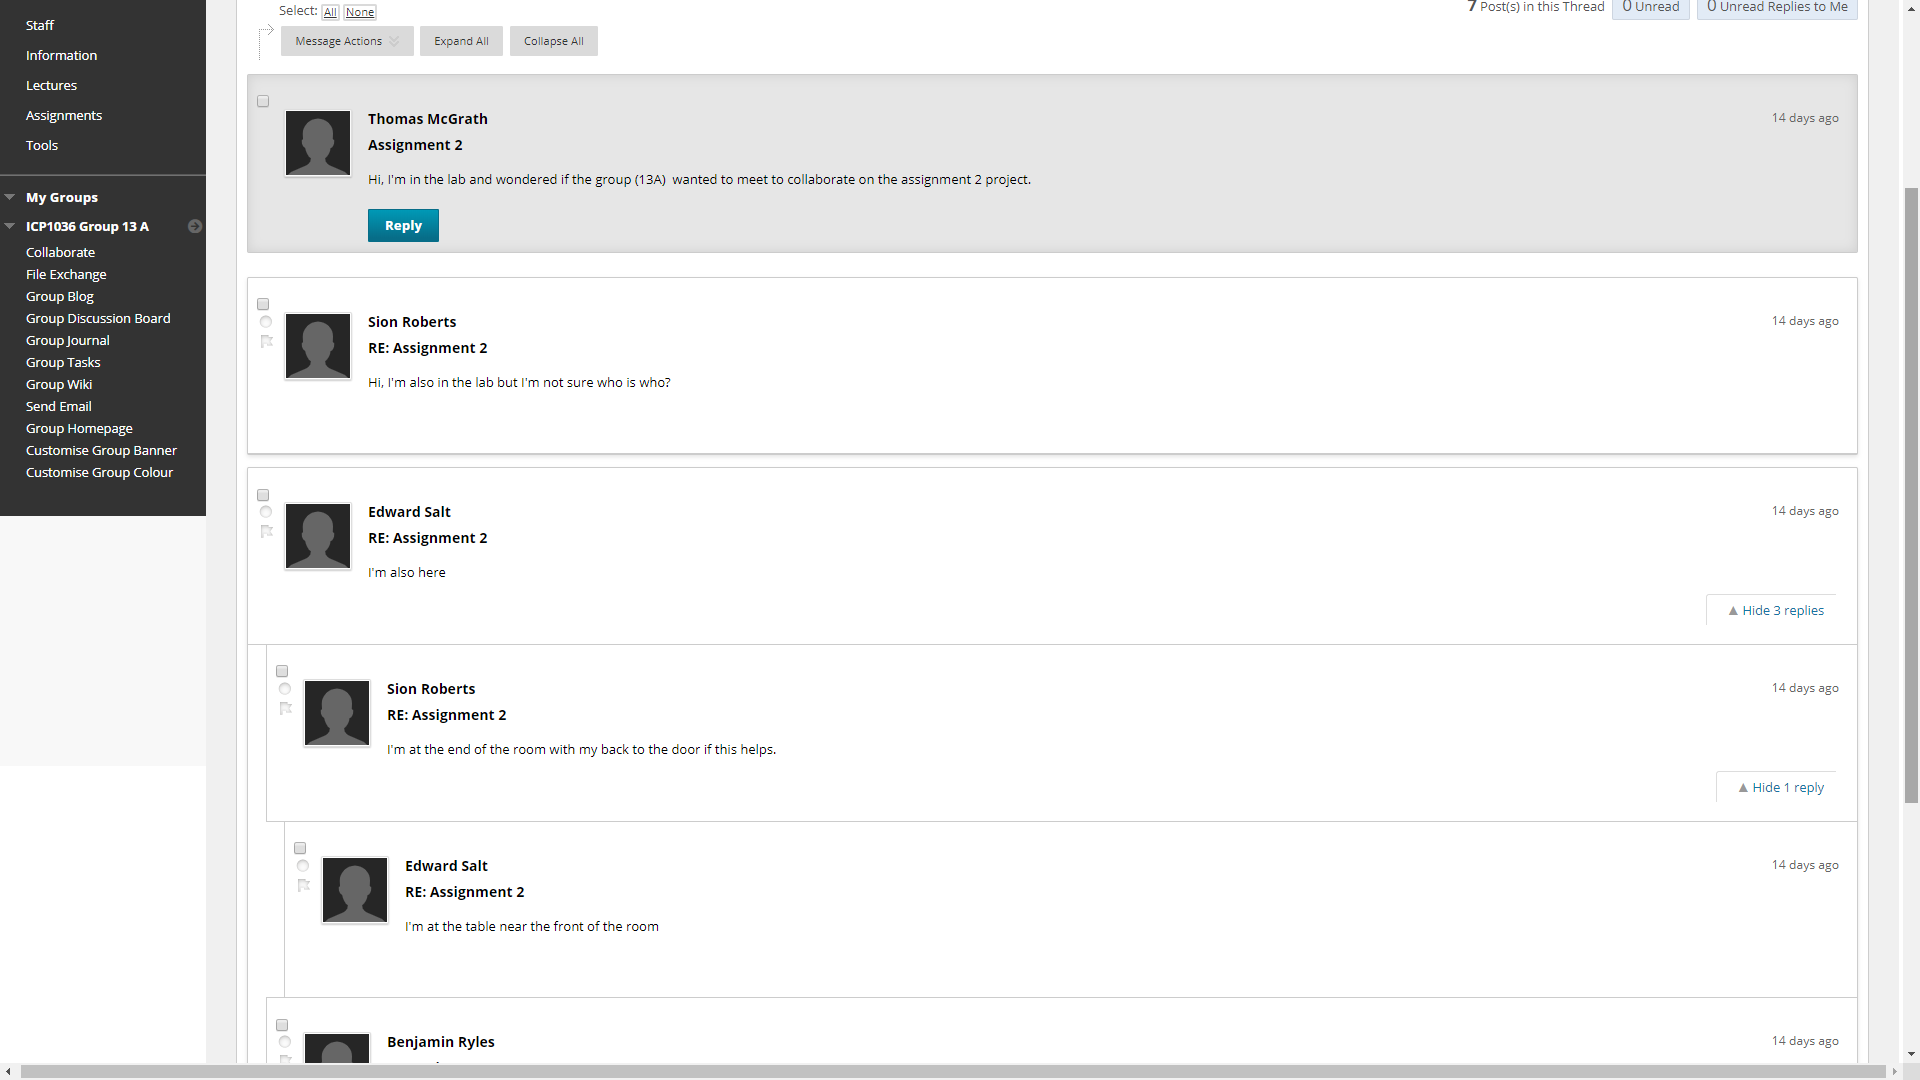 Staff
Information
Lectures
Assignments
Tools
My Groups
ICP1036 Group 13 A
Collaborate
File Exchange
Group Blog
Group Discussion Board
Group Journal
Group Tasks
Group Wiki
Send Email
Group Homepage
Customise Group Banner
Customise Group Colour
Select: All None
7 Post(s) in this Thread 0 Unread 0 Unread Replies to Me
Message Actions Expand All Collapse All
Thomas McGrath 14 days ago
Assignment 2
Hi, I'm in the lab and wondered if the group (13A) wanted to meet to collaborate on the assignment 2 project.
Reply
Sion Roberts 14 days ago
RE: Assignment 2
Hi, I'm also in the lab but I'm not sure who is who?
Edward Salt 14 days ago
RE: Assignment 2
I'm also here
Hide 3 replies
Sion Roberts 14 days ago
RE: Assignment 2
I'm at the end of the room with my back to the door if this helps.
Hide 1 reply
Edward Salt 14 days ago
RE: Assignment 2
I'm at the table near the front of the room
Benjamin Ryles 14 days ago